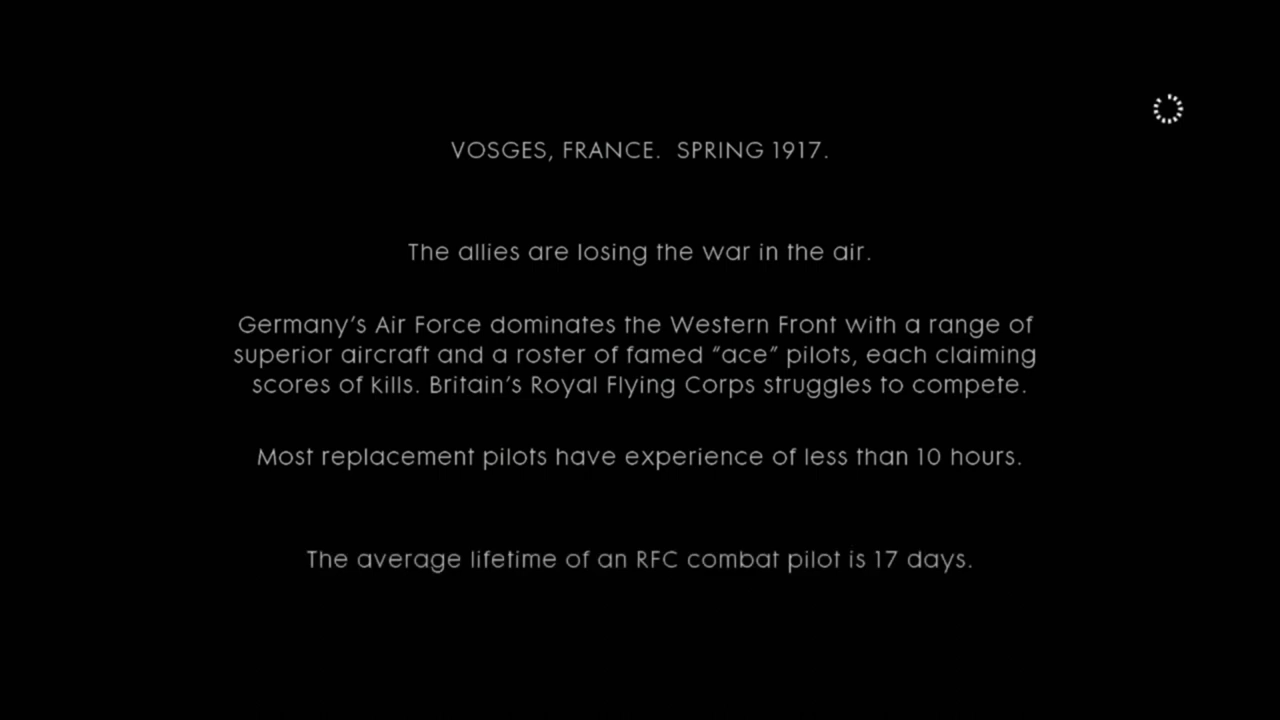 VOSGES, FRANCE. SPRING 1917.
The allies are losing the war in the air.
Germany's Air Force dominates the Western Front with a range of
superior aircraft and a roster of famed “ace” pilots, each claiming
scores of kills. Britain's Royal Flying Corps struggles to compete.
Most replacement pilots have experience of less than 10 hours.
The average lifetime of an RFC combat pilot is 17 days.